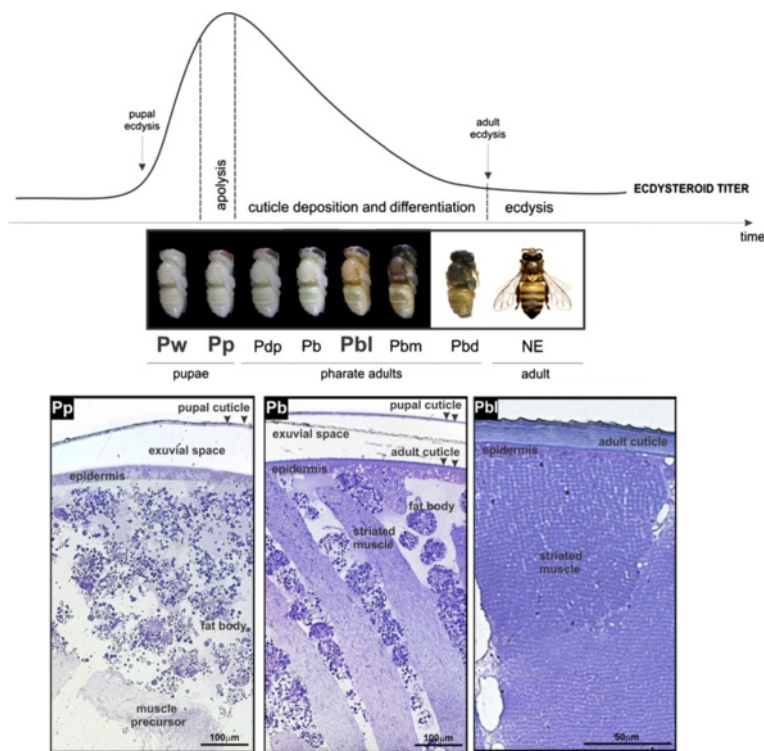 pupal
ecdysis
apolysis
adult
ecdysis
ECDYSTEROID TITER
cuticle deposition and differentiation
ecdysis
time
Pw Pp Pdp Pb Pbl Pbm Pbd NE
pupae pharate adults adult
Pp
pupal cuticle
exuvial space
epidermis
fat body
muscle
precursor
100µm
Pb
pupal cuticle
exuvial space
adult cuticle
epidermis
fat body
striated
muscle
100µm
Pbl
adult cuticle
epidermis
striated
muscle
50µm